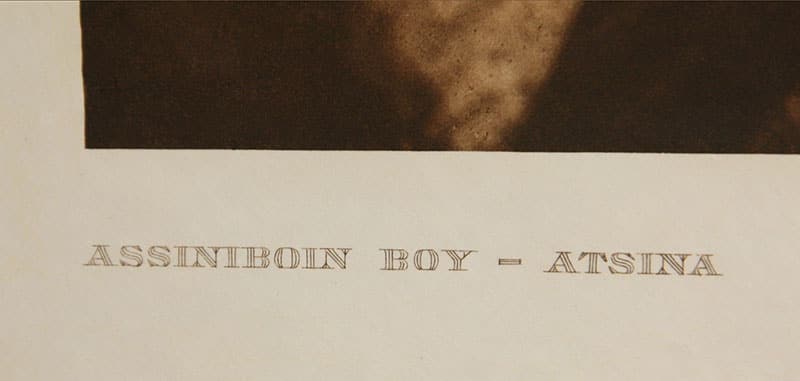 ASSINIBOIN BOY - ATSINA